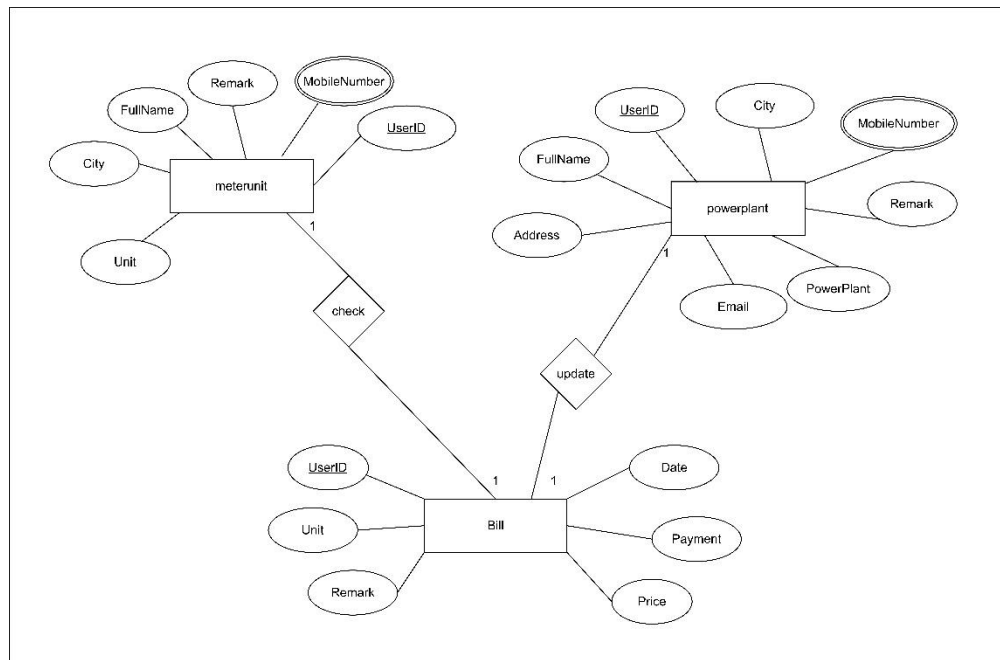 Remark
MobileNumber
FullName
UserID
City
meterunit
Unit
1
check
UserID
City
MobileNumber
FullName
Remark
powerplant
Address
1
PowerPlant
Email
update
UserID
1
1
Date
Unit
Bill
Payment
Remark
Price